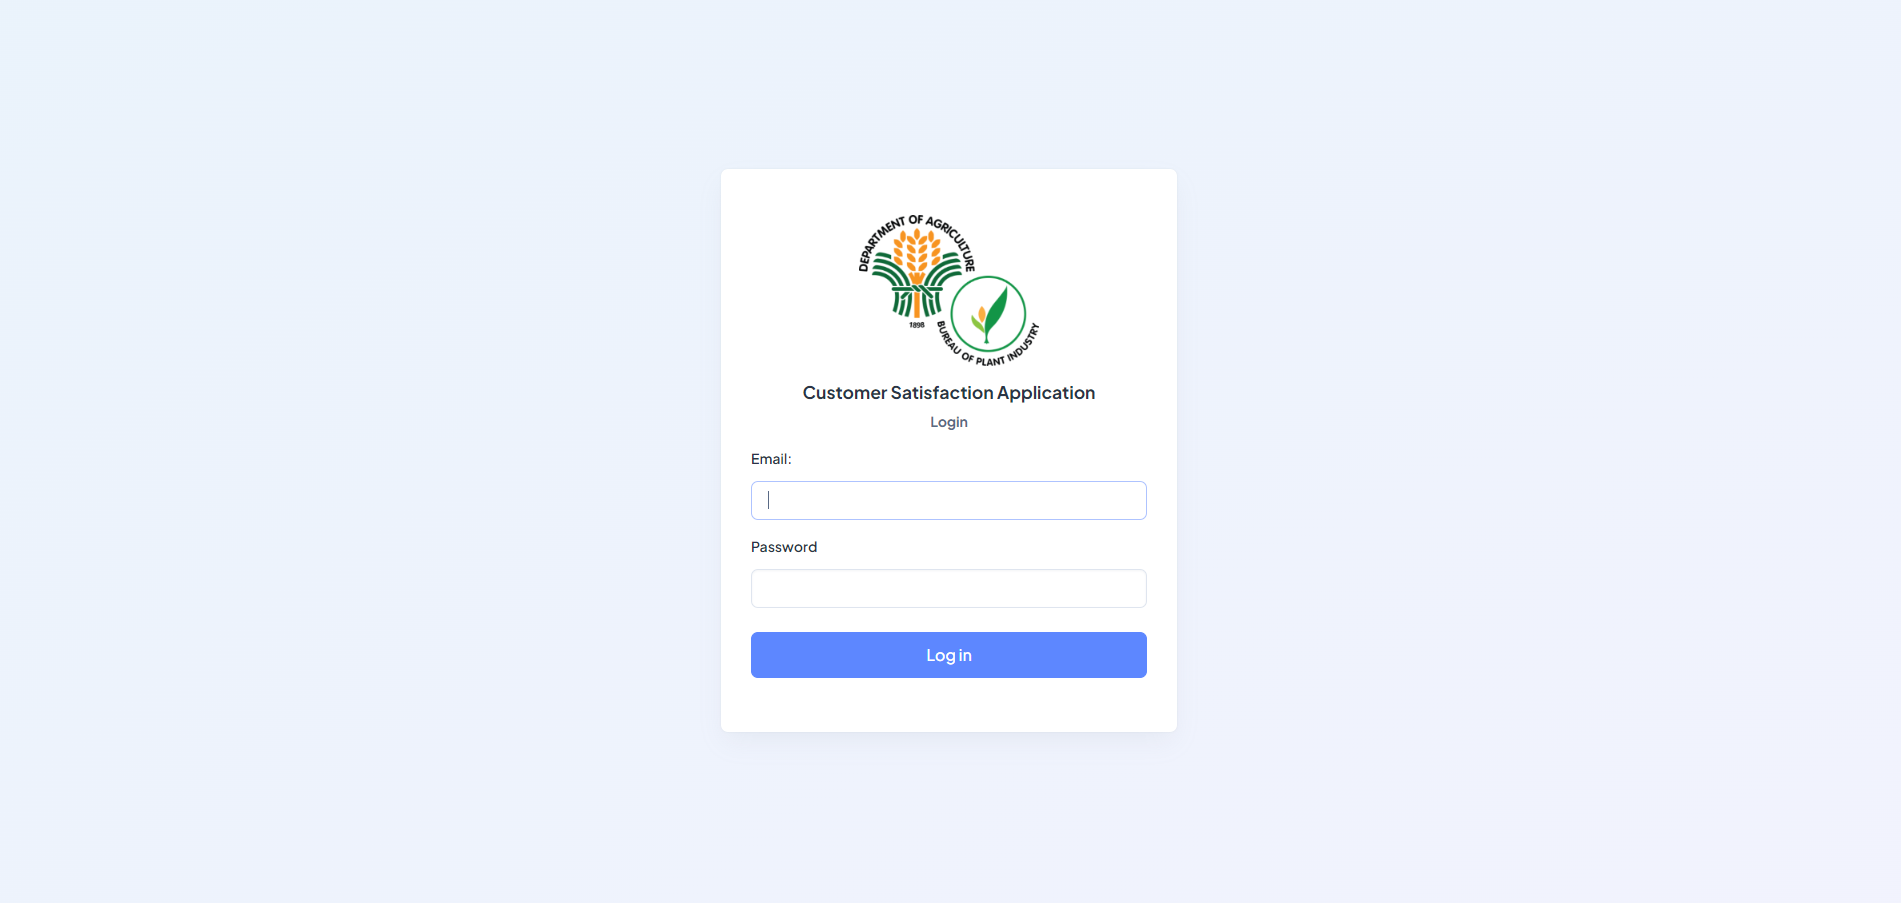 DEPARTMENT OF AGRICULTURE
1898
BUREAU OF PLANT INDUSTRY
Customer Satisfaction Application
Login
Email:
Password
Log in